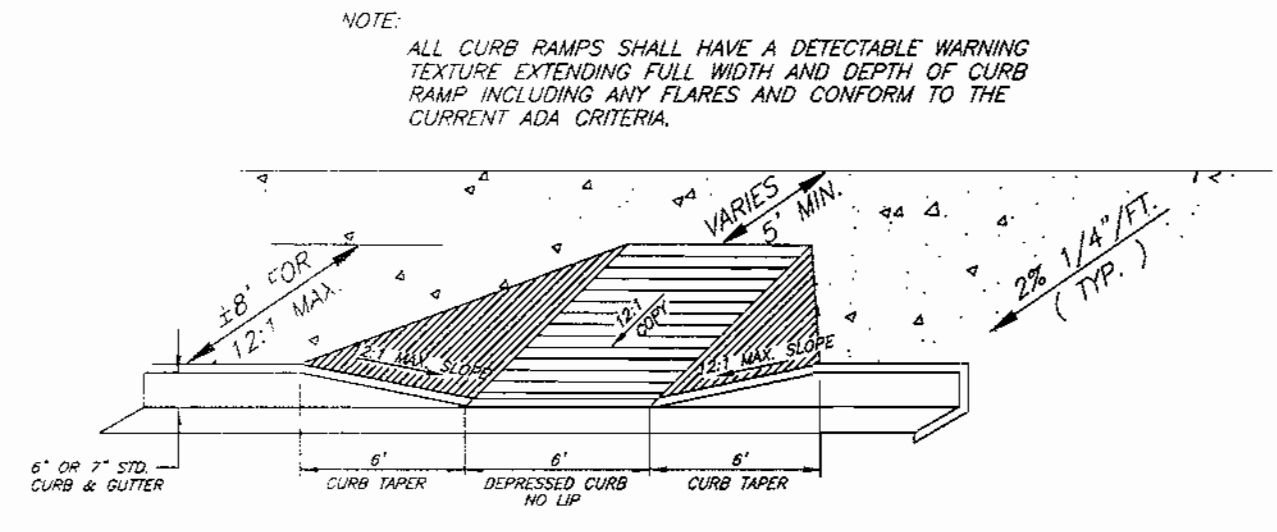 NOTE:
ALL CURB RAMPS SHALL HAVE A DETECTABLE WARNING
TEXTURE EXTENDING FULL WIDTH AND DEPTH OF CURB
RAMP INCLUDING ANY FLARES AND CONFORM TO THE
CURRENT ADA CRITERIA.
VARIES
5' MIN.
2% 1/4"/FT.
( TYP. )
±8' FOR
12:1 MAX.
12:1
COPY
12:1 MAX. SLOPE
12:1 MAX. SLOPE
6" OR 7" STD.
CURB & GUTTER
6'
CURB TAPER
6'
DEPRESSED CURB
NO LIP
6'
CURB TAPER